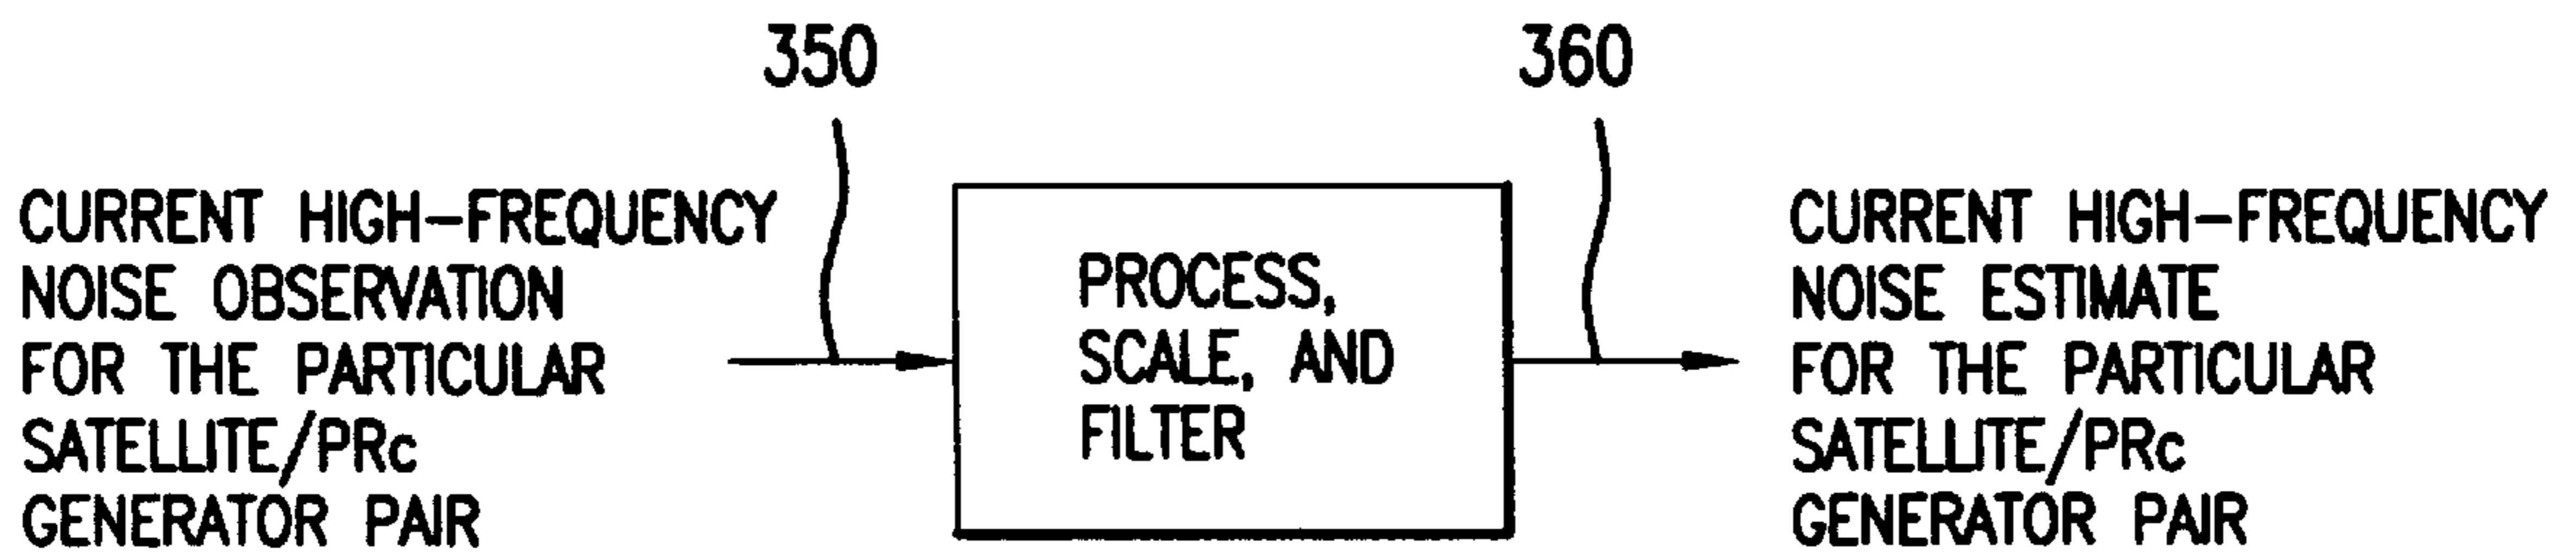 350
360
CURRENT HIGH-FREQUENCY
NOISE OBSERVATION
FOR THE PARTICULAR
SATELLITE/PRc
GENERATOR PAIR
PROCESS,
SCALE, AND
FILTER
CURRENT HIGH-FREQUENCY
NOISE ESTIMATE
FOR THE PARTICULAR
SATELLITE/PRc
GENERATOR PAIR